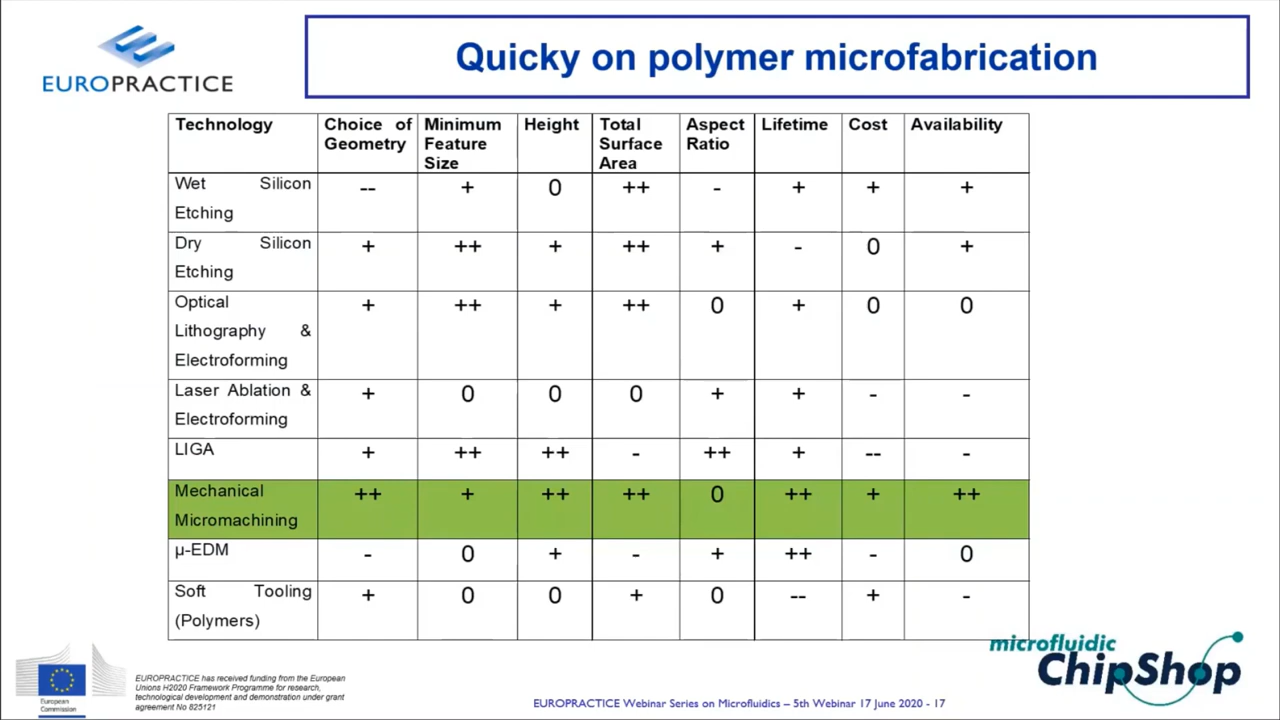 EUROPRACTICE
Quicky on polymer microfabrication
Technology Choice of Geometry Minimum Feature Size Height Total Surface Area Aspect Ratio Lifetime Cost Availability
Wet Silicon Etching -- + 0 ++ - + + +
Dry Silicon Etching + ++ + ++ + - 0 +
Optical Lithography & Electroforming + ++ + ++ 0 + 0 0
Laser Ablation & Electroforming + 0 0 0 + + - -
LIGA + ++ ++ - ++ + -- -
Mechanical Micromachining ++ + ++ ++ 0 ++ + ++
µ-EDM - 0 + - + ++ - 0
Soft Tooling (Polymers) + 0 0 + 0 -- + -
European
Commission
EUROPRACTICE has received funding from the European
Unions H2020 Framework Programme for research,
technological development and demonstration under grant
agreement No 825121
EUROPRACTICE Webinar Series on Microfluidics – 5th Webinar 17 June 2020 - 17
microfluidic
ChipShop